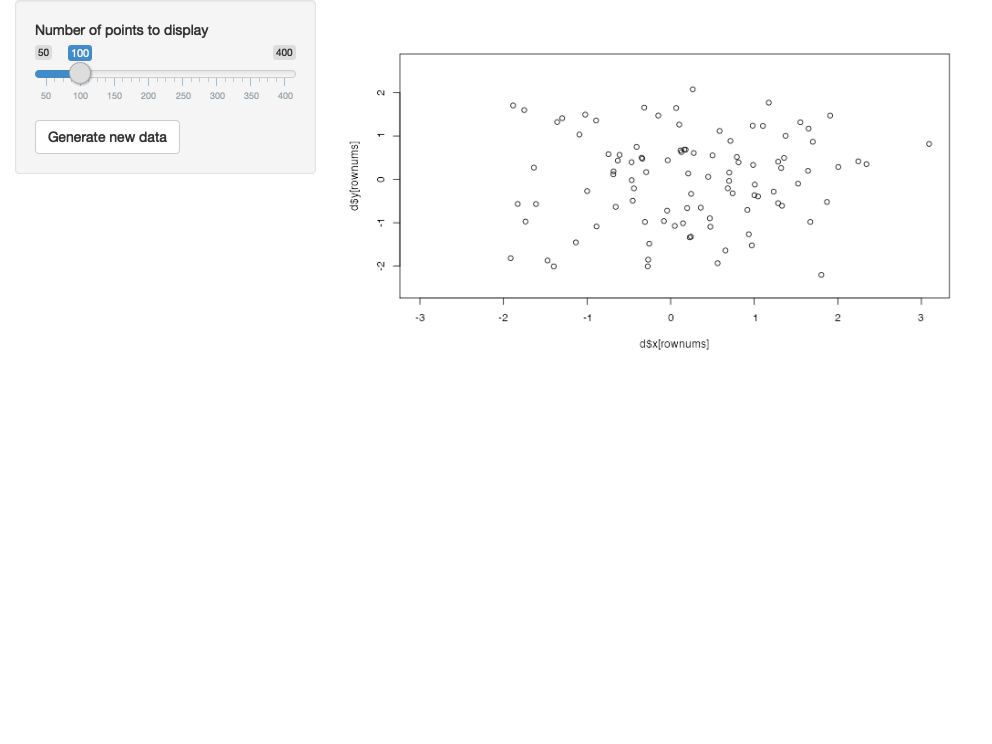 Number of points to display
50 100 400
50 100 150 200 250 300 350 400
Generate new data
d$y[rownums]
2
1
0
-1
-2
-3 -2 -1 0 1 2 3
d$x[rownums]